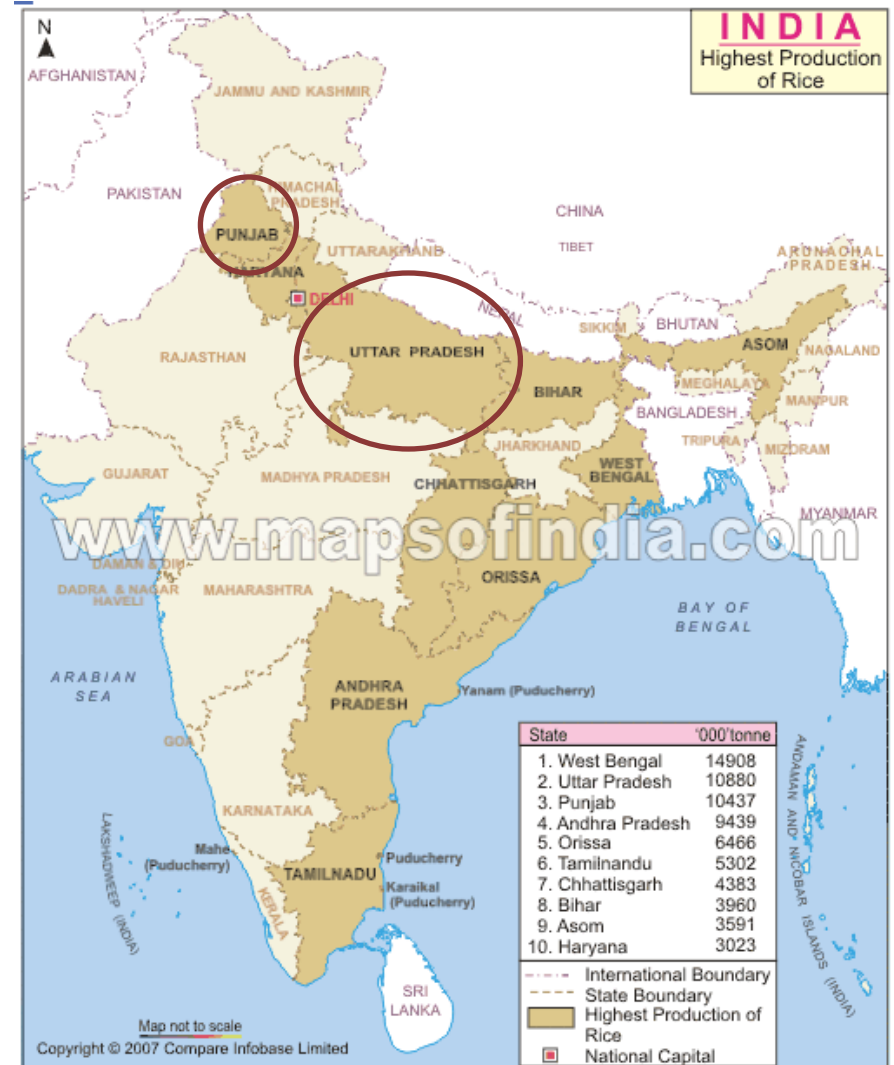 N
INDIA
Highest Production
of Rice
AFGHANISTAN
JAMMU AND KASHMIR
PAKISTAN
HIMACHAL
PRADESH
CHINA
TIBET
PUNJAB
UTTARAKHAND
ARUNACHAL
PRADESH
HARYANA
DELHI
NEPAL
SIKKIM
BHUTAN
ASOM
NAGALAND
RAJASTHAN
UTTAR PRADESH
BIHAR
MEGHALAYA
MANIPUR
BANGLADESH
TRIPURA
MIZORAM
JHARKHAND
WEST
BENGAL
GUJARAT
MADHYA PRADESH
CHHATTISGARH
MYANMAR
www.mapsofindia.com
DAMAN & DIU
DADRA & NAGAR
HAVELI
MAHARASHTRA
ORISSA
BAY OF
BENGAL
ARABIAN
SEA
ANDHRA
PRADESH
Yanam (Puducherry)
GOA
KARNATAKA
LAKSHADWEEP (INDIA)
Mahe
(Puducherry)
Puducherry
TAMILNADU
Karaikal
(Puducherry)
KERALA
SRI
LANKA
ANDAMAN AND NICOBAR ISLANDS (INDIA)
State '000'tonne
1. West Bengal 14908
2. Uttar Pradesh 10880
3. Punjab 10437
4. Andhra Pradesh 9439
5. Orissa 6466
6. Tamilnandu 5302
7. Chhattisgarh 4383
8. Bihar 3960
9. Asom 3591
10. Haryana 3023
International Boundary
State Boundary
Highest Production of
Rice
National Capital
Map not to scale
Copyright © 2007 Compare Infobase Limited